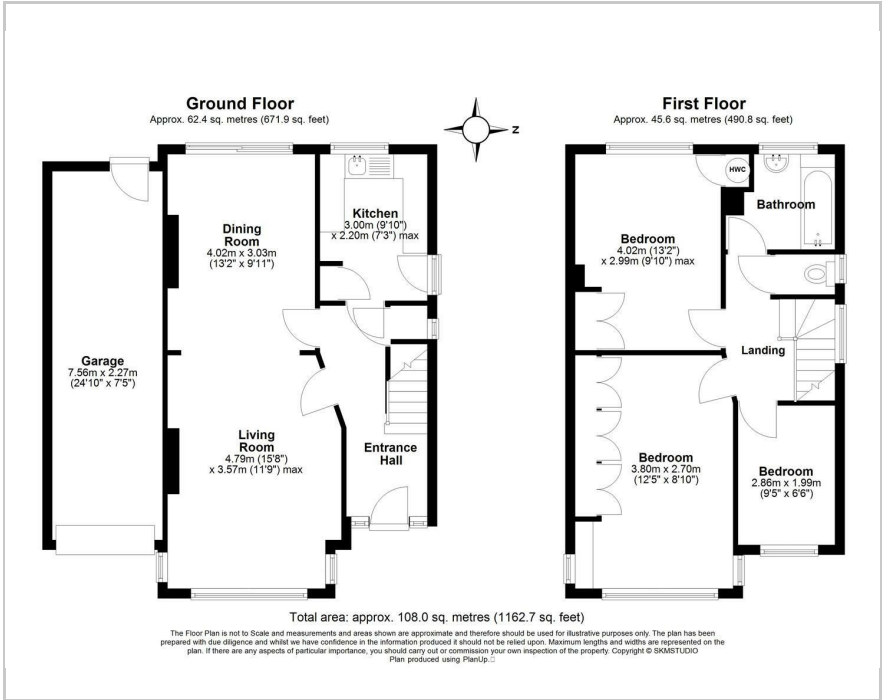 Ground Floor
Approx. 62.4 sq. metres (671.9 sq. feet)
Dining
Room
4.02m x 3.03m
(13'2" x 9'11")
Kitchen
3.00m (9'10")
x 2.20m (7'3") max
Garage
7.56m x 2.27m
(24'10" x 7'5")
Living
Room
4.79m (15'8")
x 3.57m (11'9") max
Entrance
Hall
Z
First Floor
Approx. 45.6 sq. metres (490.8 sq. feet)
HWC
Bathroom
Bedroom
4.02m (13'2")
x 2.99m (9'10") max
Landing
Bedroom
3.80m x 2.70m
(12'5" x 8'10")
Bedroom
2.86m x 1.99m
(9'5" x 6'6")
Total area: approx. 108.0 sq. metres (1162.7 sq. feet)
The Floor Plan is not to Scale and measurements and areas shown are approximate and therefore should be used for illustrative purposes only. The plan has been
prepared with due diligence and whilst we have confidence in the information produced it should not be relied upon. Maximum lengths and widths are represented on the
plan. If there are any aspects of particular importance, you should carry out or commission your own inspection of the property. Copyright © SKMSTUDIO
Plan produced using PlanUp.